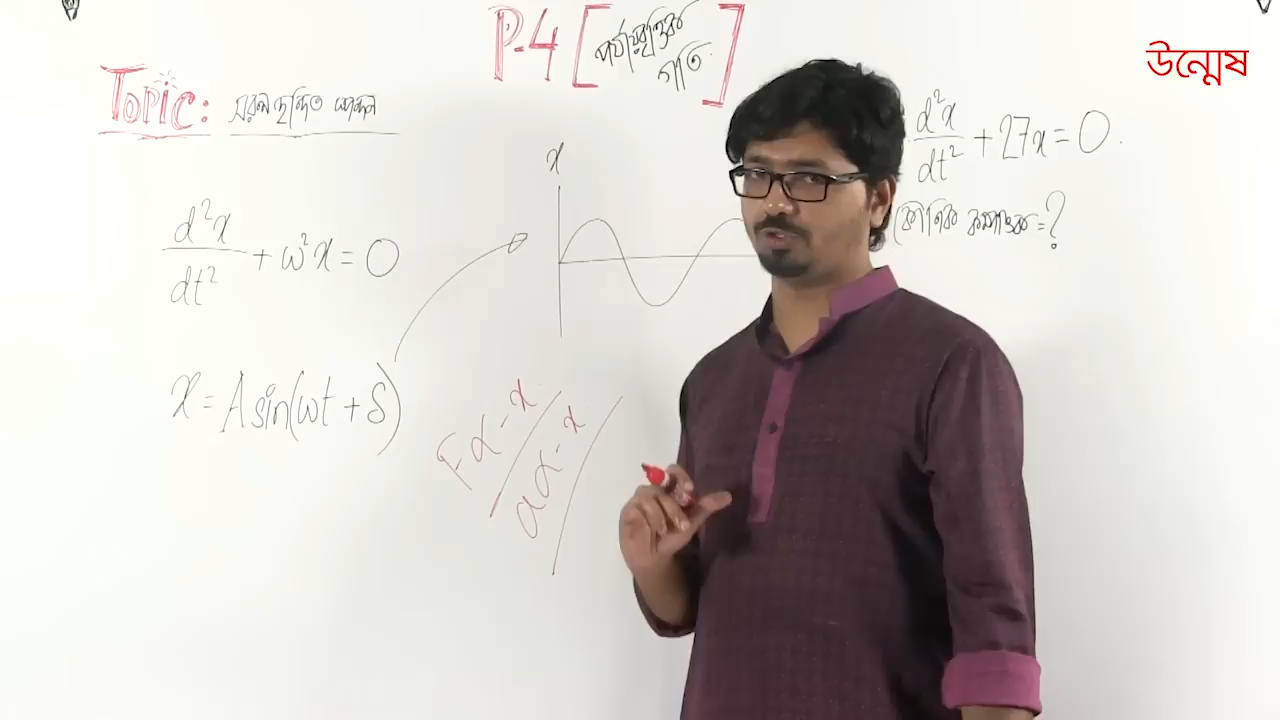 P-4 [পর্যায়বৃত্তিক
গতি]
উন্মেষ
Topic: সরল ছন্দিত স্পন্দন
d²x/dt² + ω²x = 0
x = A sin(ωt + δ)
x
F α - x
a α - x
d²x/dt² + 27x = 0.
কৌণিক কম্পাঙ্ক = ?